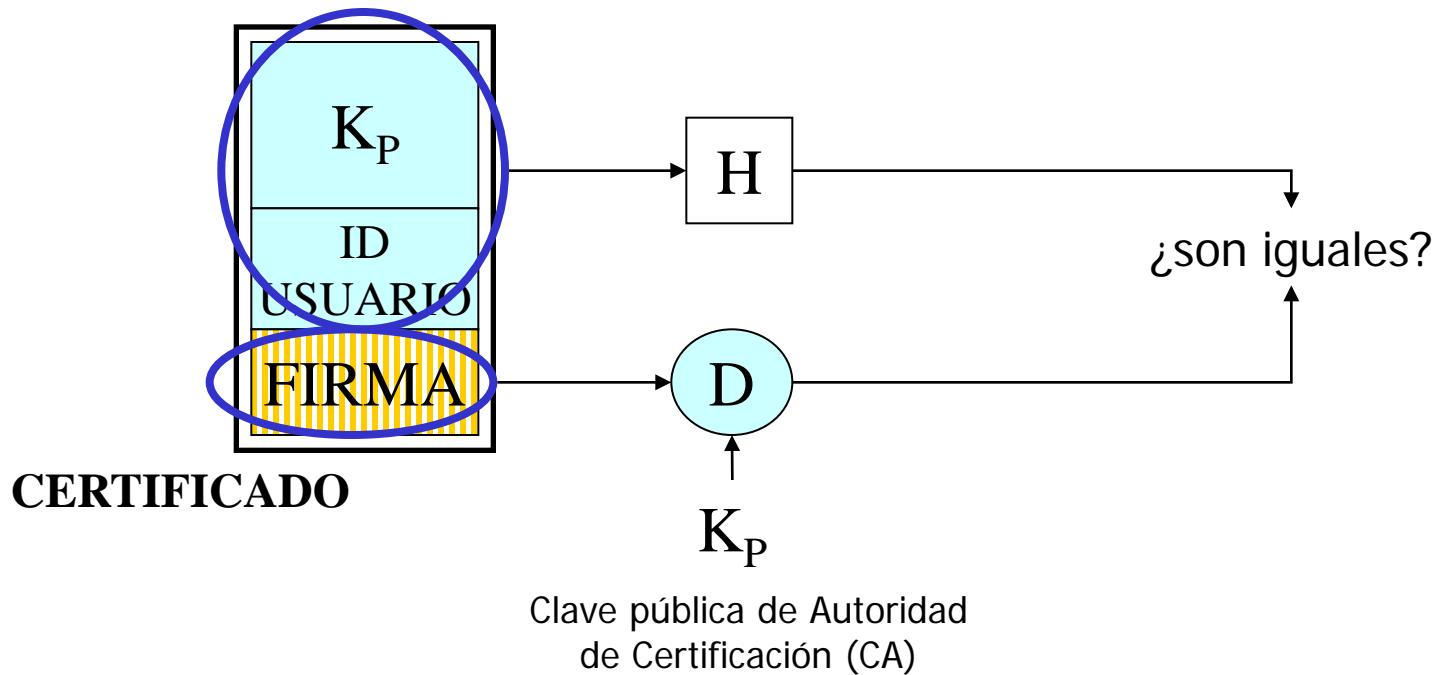 K_P
H
ID
USUARIO
¿son iguales?
FIRMA
D
CERTIFICADO
K_P
Clave pública de Autoridad
de Certificación (CA)